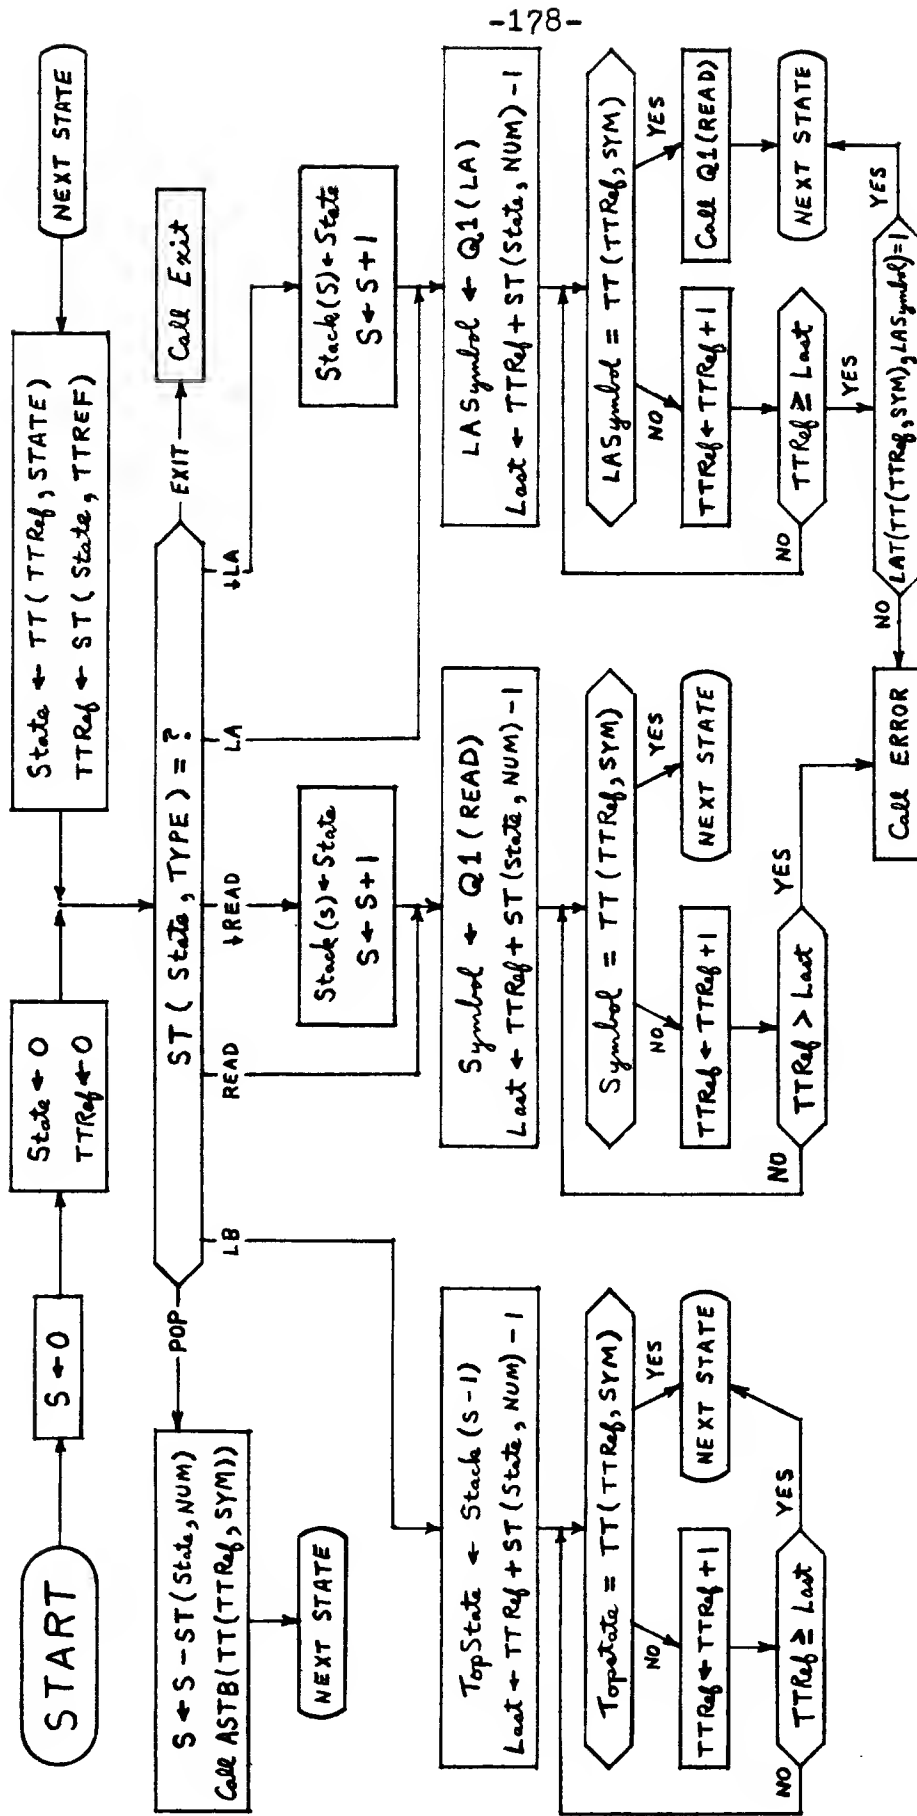 -178-
START
S ← 0
State ← 0
TTRef ← 0
State ← TT ( TTRef , STATE )
TTRef ← ST ( State , TTREF )
NEXT STATE
ST ( State , TYPE ) = ?
POP
LB
READ
↓READ
LA
↓LA
EXIT
Call Exit
S ← S - ST ( State, NUM )
Call ASTB ( TT ( TTRef , SYM ) )
NEXT STATE
TopState ← Stack ( S - 1 )
Last ← TTRef + ST ( State, NUM ) - 1
Topstate = TT ( TTRef, SYM )
NO
YES
TTRef ← TTRef + 1
NEXT STATE
TTRef ≥ Last
NO
YES
Stack ( S ) ← State
S ← S + 1
Symbol ← Q1 ( READ )
Last ← TTRef + ST ( State, NUM ) - 1
Symbol = TT ( TTRef, SYM )
NO
YES
TTRef ← TTRef + 1
NEXT STATE
TTRef > Last
NO
YES
Call ERROR
Stack ( S ) ← State
S ← S + 1
LASymbol ← Q1 ( LA )
Last ← TTRef + ST ( State, NUM ) - 1
LASymbol = TT ( TTRef, SYM )
NO
YES
TTRef ← TTRef + 1
Call Q1 ( READ )
TTRef ≥ Last
NEXT STATE
NO
YES
LAT ( TT ( TTRef, SYM ) , LASymbol ) = 1
NO
YES